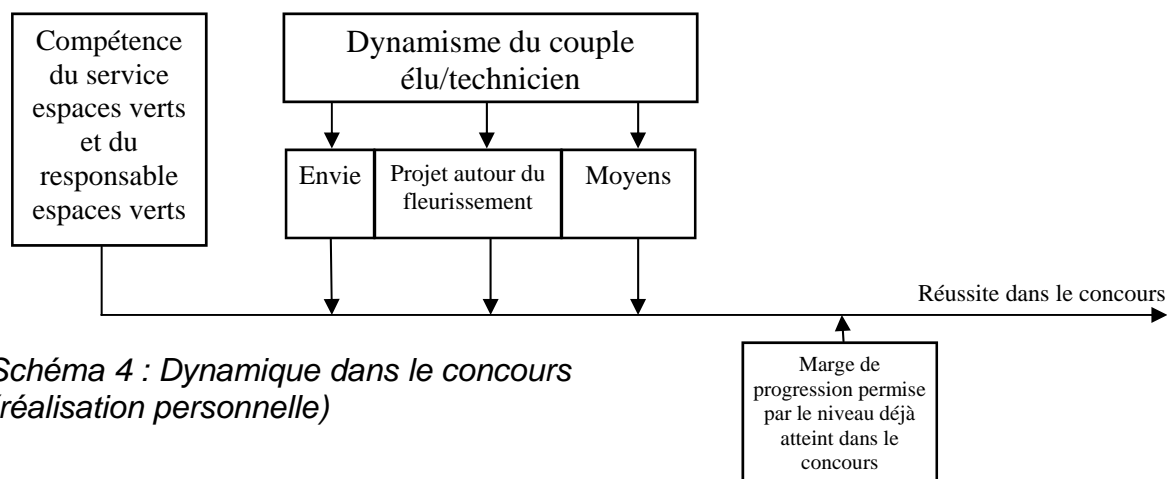 Compétence
du service
espaces verts
et du
responsable
espaces verts
Dynamisme du couple
élu/technicien
Envie
Projet autour du
fleurissement
Moyens
Réussite dans le concours
Schéma 4 : Dynamique dans le concours
(réalisation personnelle)
Marge de
progression permise
par le niveau déjà
atteint dans le
concours